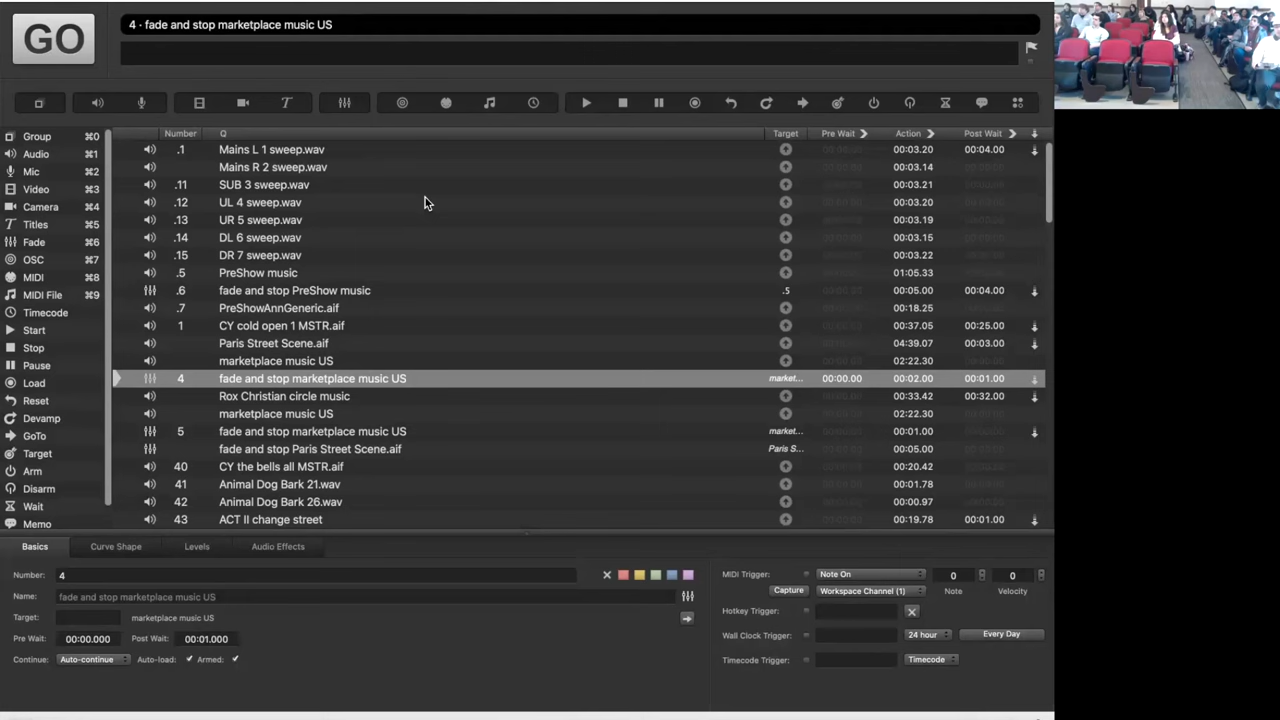 GO
4 · fade and stop marketplace music US
Number Q Target Pre Wait Action Post Wait
Group ⌘0
Audio ⌘1
Mic ⌘2
Video ⌘3
Camera ⌘4
Titles ⌘5
Fade ⌘6
OSC ⌘7
MIDI ⌘8
MIDI File ⌘9
Timecode
Start
Stop
Pause
Load
Reset
Devamp
GoTo
Target
Arm
Disarm
Wait
Memo
.1 Mains L 1 sweep.wav 00:03.20 00:04.00
Mains R 2 sweep.wav 00:03.14
.11 SUB 3 sweep.wav 00:03.21
.12 UL 4 sweep.wav 00:03.20
.13 UR 5 sweep.wav 00:03.19
.14 DL 6 sweep.wav 00:03.15
.15 DR 7 sweep.wav 00:03.22
.5 PreShow music 01:05.33
.6 fade and stop PreShow music .5 00:05.00 00:04.00
.7 PreShowAnnGeneric.aif 00:18.25
1 CY cold open 1 MSTR.aif 00:37.05 00:25.00
Paris Street Scene.aif 04:39.07 00:03.00
marketplace music US 02:22.30
4 fade and stop marketplace music US market... 00:00.00 00:02.00 00:01.00
Rox Christian circle music 00:33.42 00:32.00
marketplace music US 02:22.30
5 fade and stop marketplace music US market... 00:01.00
fade and stop Paris Street Scene.aif Paris S... 00:05.00
40 CY the bells all MSTR.aif 00:20.42
41 Animal Dog Bark 21.wav 00:01.78
42 Animal Dog Bark 26.wav 00:00.97
43 ACT II change street 00:19.78 00:01.00
Basics Curve Shape Levels Audio Effects
Number: 4
Name: fade and stop marketplace music US
Target: marketplace music US
Pre Wait: 00:00.000 Post Wait: 00:01.000
Continue: Auto-continue Auto-load: ✓ Armed: ✓
MIDI Trigger: Note On 0 0
Capture Workspace Channel (1) Note Velocity
Hotkey Trigger:
Wall Clock Trigger: 24 hour Every Day
Timecode Trigger: Timecode